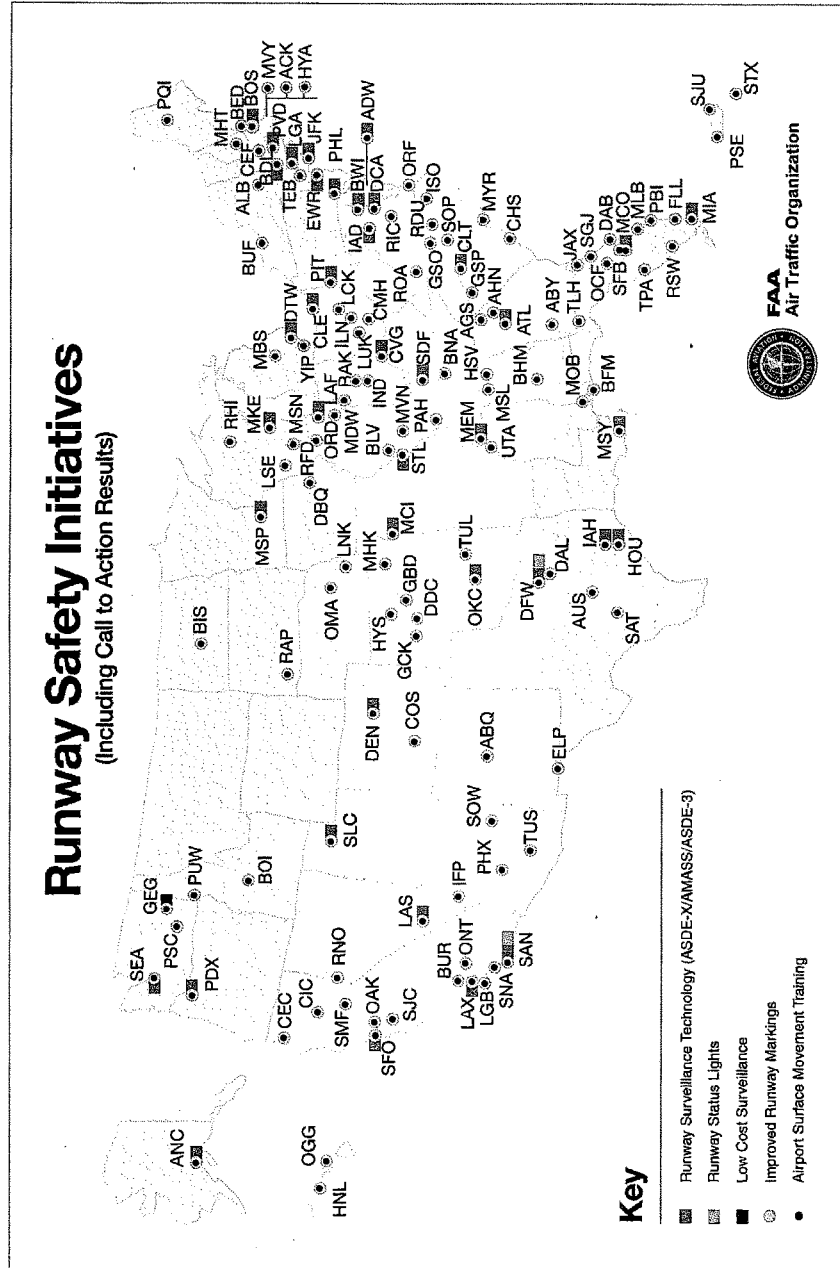 Runway Safety Initiatives
(Including Call to Action Results)
ANC
HNL
OGG
SEA
GEG
PSC
PUW
PDX
BOI
CEC
CIC
RNO
SMF
OAK
SFO
SJC
SLC
LAS
BUR
ONT
IFP
LAX
LGB
SNA
SAN
PHX
SOW
TUS
ABQ
ELP
DEN
COS
BIS
RAP
OMA
LNK
MHK
HYS
GBD
MCI
GCK
DDC
TUL
OKC
DFW
DAL
AUS
IAH
SAT
HOU
MSP
RHI
MKE
LSE
MSN
RFD
DBQ
ORD
LAF
MDW
RAK
IND
BLV
MVN
STL
PAH
MBS
DTW
YIP
CLE
PIT
ILN
LCK
LUK
CMH
CVG
SDF
BNA
MEM
HSV
UTA
MSL
BHM
MOB
BFM
MSY
AGS
AHN
ATL
ABY
TLH
JAX
SGJ
OCF
DAB
SFB
MCO
MLB
TPA
PBI
RSW
FLL
MIA
ROA
GSO
RDU
ISO
SOP
CLT
GSP
MYR
CHS
ORF
RIC
IAD
DCA
BWI
ADW
PHL
EWR
JFK
TEB
LGA
BUF
ALB
BDL
PVD
CEF
MHT
BED
BOS
MVY
ACK
HYA
PQI
SJU
PSE
STX
Key
Runway Surveillance Technology (ASDE-X/AMASS/ASDE-3)
Runway Status Lights
Low Cost Surveillance
Improved Runway Markings
Airport Surface Movement Training
FEDERAL AVIATION ADMINISTRATION
FAA
Air Traffic Organization